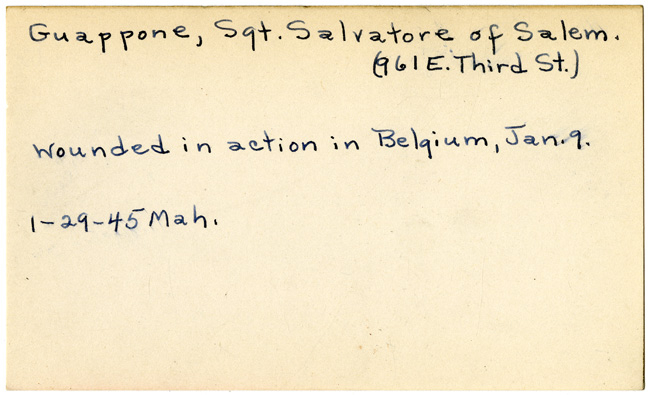 Guappone, Sgt. Salvatore of Salem.
(961 E. Third St.)
wounded in action in Belgium, Jan. 9.
1-29-45 Mah.